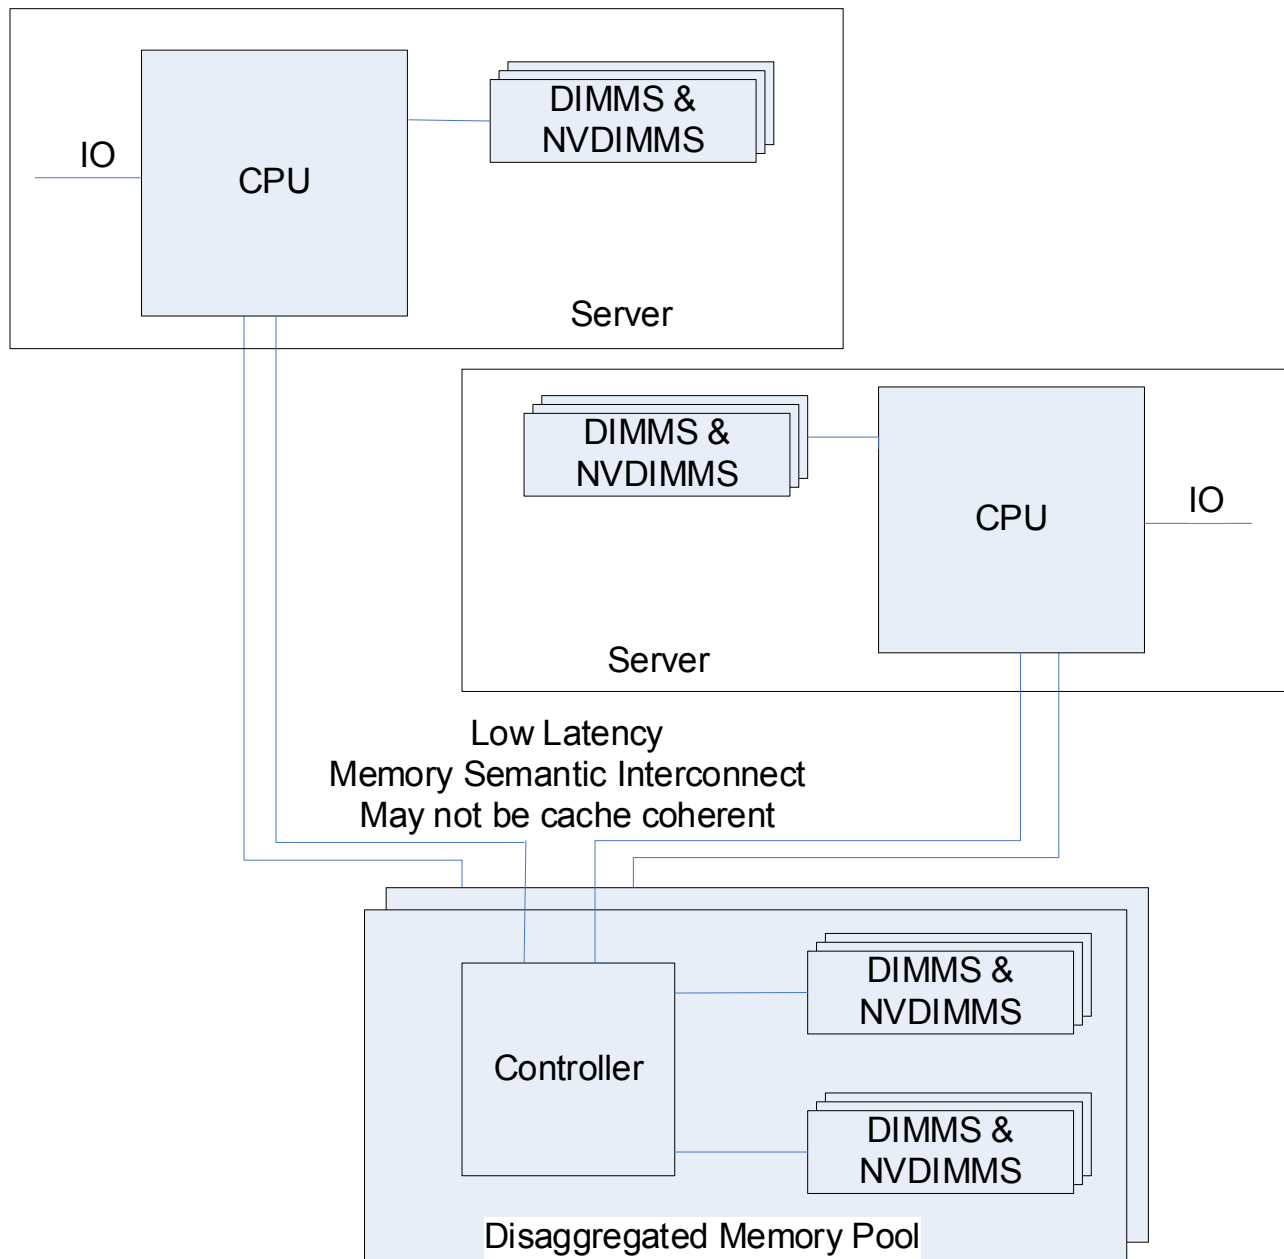 DIMMS &
NVDIMMS
IO
CPU
Server
DIMMS &
NVDIMMS
CPU
IO
Server
Low Latency
Memory Semantic Interconnect
May not be cache coherent
DIMMS &
NVDIMMS
Controller
DIMMS &
NVDIMMS
Disaggregated Memory Pool